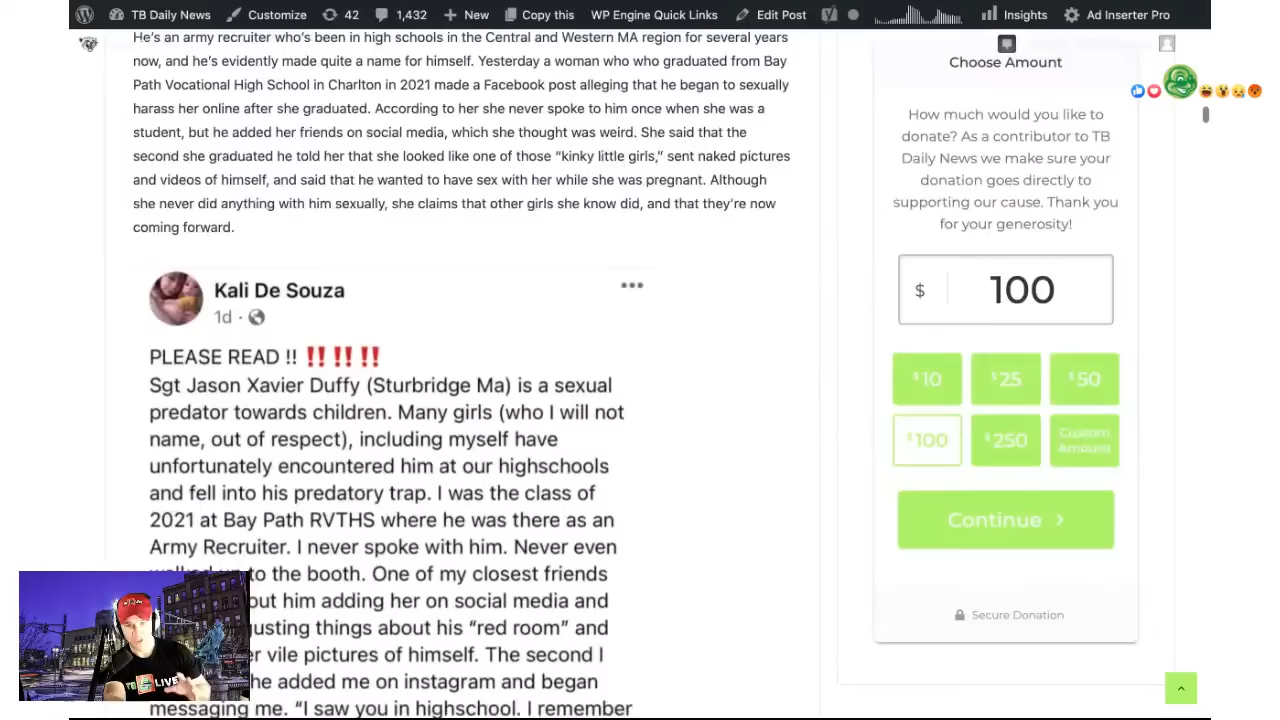 TB Daily News Customize 42 1,432 New Copy this WP Engine Quick Links Edit Post Insights Ad Inserter Pro
He's an army recruiter who's been in high schools in the Central and Western MA region for several years
now, and he's evidently made quite a name for himself. Yesterday a woman who who graduated from Bay
Path Vocational High School in Charlton in 2021 made a Facebook post alleging that he began to sexually
harass her online after she graduated. According to her she never spoke to him once when she was a
student, but he added her friends on social media, which she thought was weird. She said that the
second she graduated he told her that she looked like one of those “kinky little girls,” sent naked pictures
and videos of himself, and said that he wanted to have sex with her while she was pregnant. Although
she never did anything with him sexually, she claims that other girls she know did, and that they’re now
coming forward.
Kali De Souza
1d ·
PLEASE READ !! ‼️‼️‼️
Sgt Jason Xavier Duffy (Sturbridge Ma) is a sexual
predator towards children. Many girls (who I will not
name, out of respect), including myself have
unfortunately encountered him at our highschools
and fell into his predatory trap. I was the class of
2021 at Bay Path RVTHS where he was there as an
Army Recruiter. I never spoke with him. Never even
to the booth. One of my closest friends
out him adding her on social media and
gusting things about his “red room” and
er vile pictures of himself. The second I
he added me on instagram and began
messaging me. “I saw you in highschool. I remember
Choose Amount
How much would you like to
donate? As a contributor to TB
Daily News we make sure your
donation goes directly to
supporting our cause. Thank you
for your generosity!
$ 100
$10 $25 $50
$100 $250 Custom
Amount
Continue >
Secure Donation
LIVE